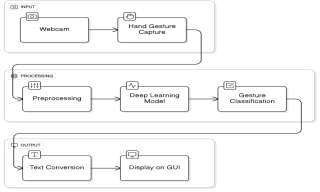 INPUT
Webcam
Hand Gesture
Capture
PROCESSING
Preprocessing
Deep Learning
Model
Gesture
Classification
OUTPUT
Text Conversion
Display on GUI